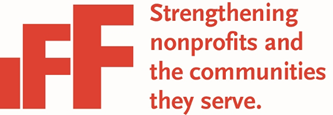 IFF
Strengthening
nonprofits and
the communities
they serve.